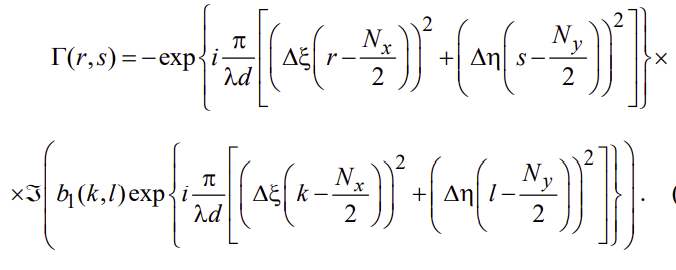 Γ(r,s) = −exp{i π/λd [(Δξ(r − N_x/2))² + (Δη(s − N_y/2))²]} ×
×ℑ(b₁(k,l) exp{i π/λd [(Δξ(k − N_x/2))² + (Δη(l − N_y/2))²]}). (